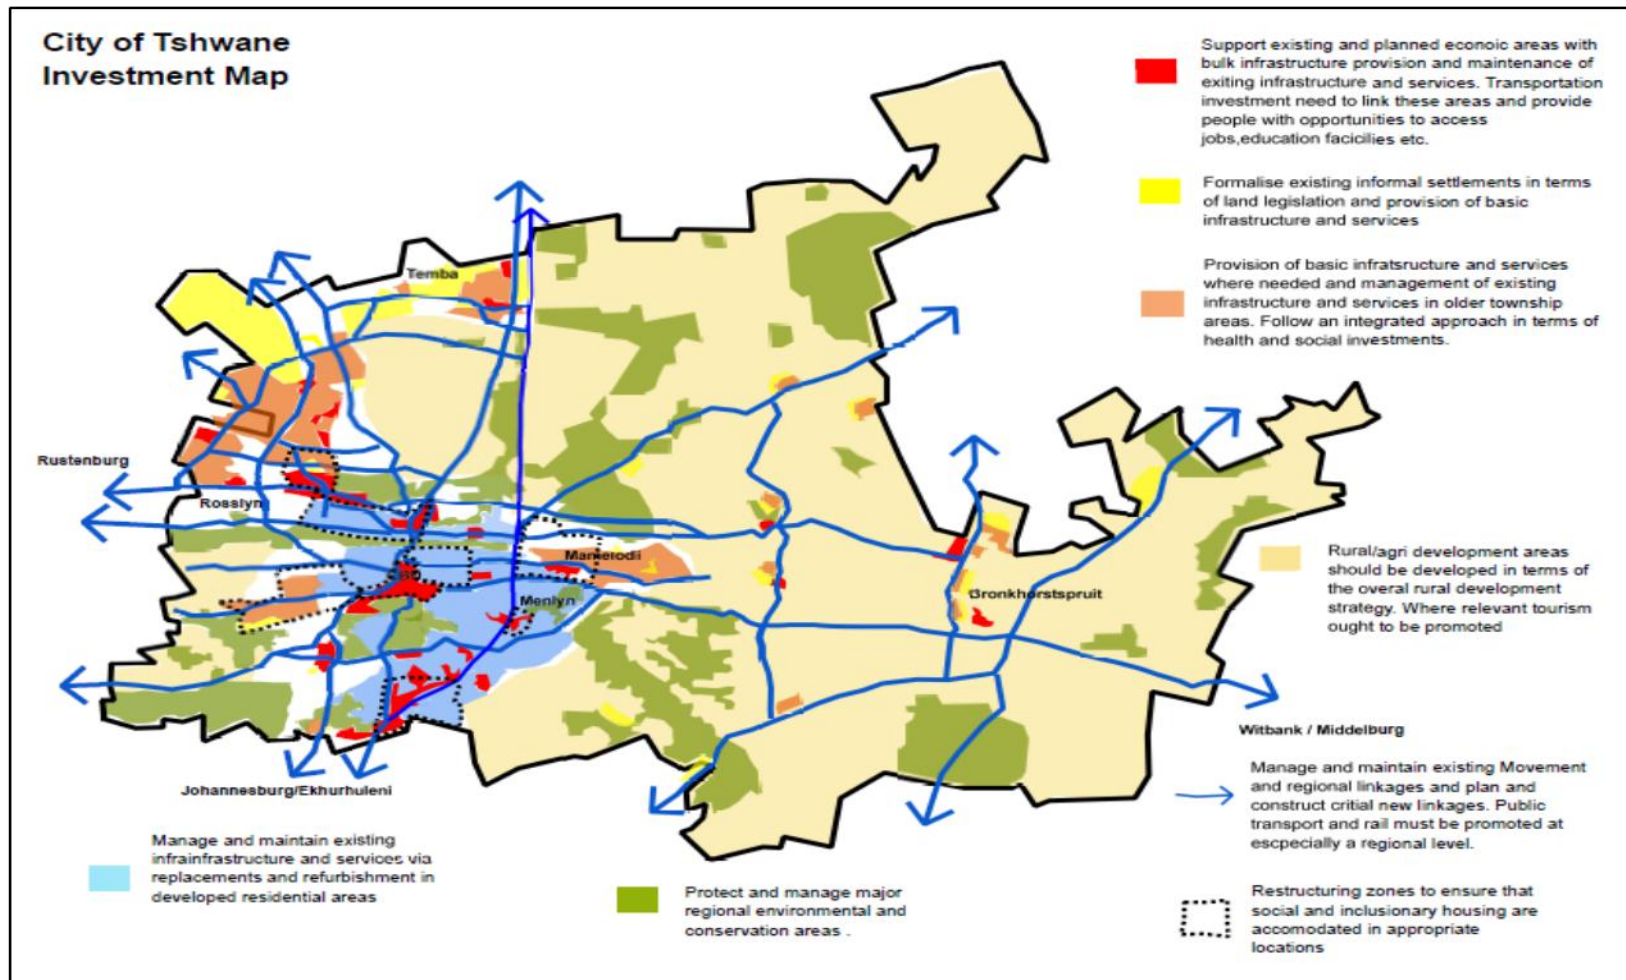 City of Tshwane
Investment Map
Support existing and planned econoic areas with
bulk infrastructure provision and maintenance of
exiting infrastructure and services. Transportation
investment need to link these areas and provide
people with opportunities to access
jobs,education facicilies etc.
Formalise existing informal settlements in terms
of land legislation and provision of basic
infrastructure and services
Provision of basic infratsructure and services
where needed and management of existing
infrastructure and services in older township
areas. Follow an integrated approach in terms of
health and social investments.
Temba
Rustenburg
Rosslyn
Mamelodi
Menlyn
Bronkhorstspruit
Rural/agri development areas
should be developed in terms of
the overal rural development
strategy. Where relevant tourism
ought to be promoted
Witbank / Middelburg
Johannesburg/Ekhurhuleni
Manage and maintain existing Movement
and regional linkages and plan and
construct critial new linkages. Public
transport and rail must be promoted at
escpecially a regional level.
Manage and maintain existing
infrainfrastructure and services via
replacements and refurbishment in
developed residential areas
Protect and manage major
regional environmental and
conservation areas .
Restructuring zones to ensure that
social and inclusionary housing are
accomodated in appropriate
locations